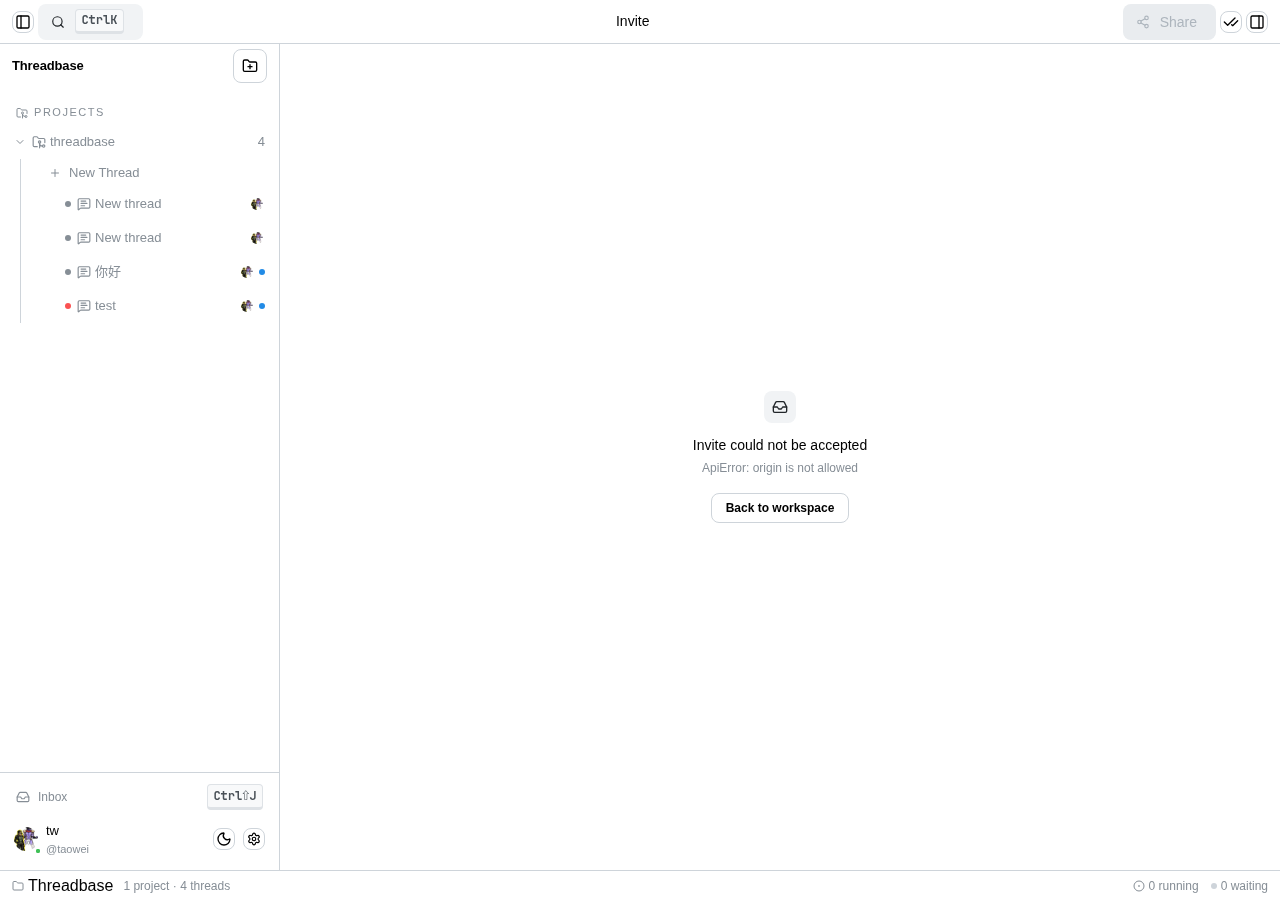 CtrlK
Invite
Share
Threadbase
PROJECTS
threadbase
4
New Thread
New thread
New thread
你好
test
Invite could not be accepted
ApiError: origin is not allowed
Back to workspace
Inbox
Ctrl⇧J
tw
@taowei
Threadbase
1 project · 4 threads
0 running
0 waiting